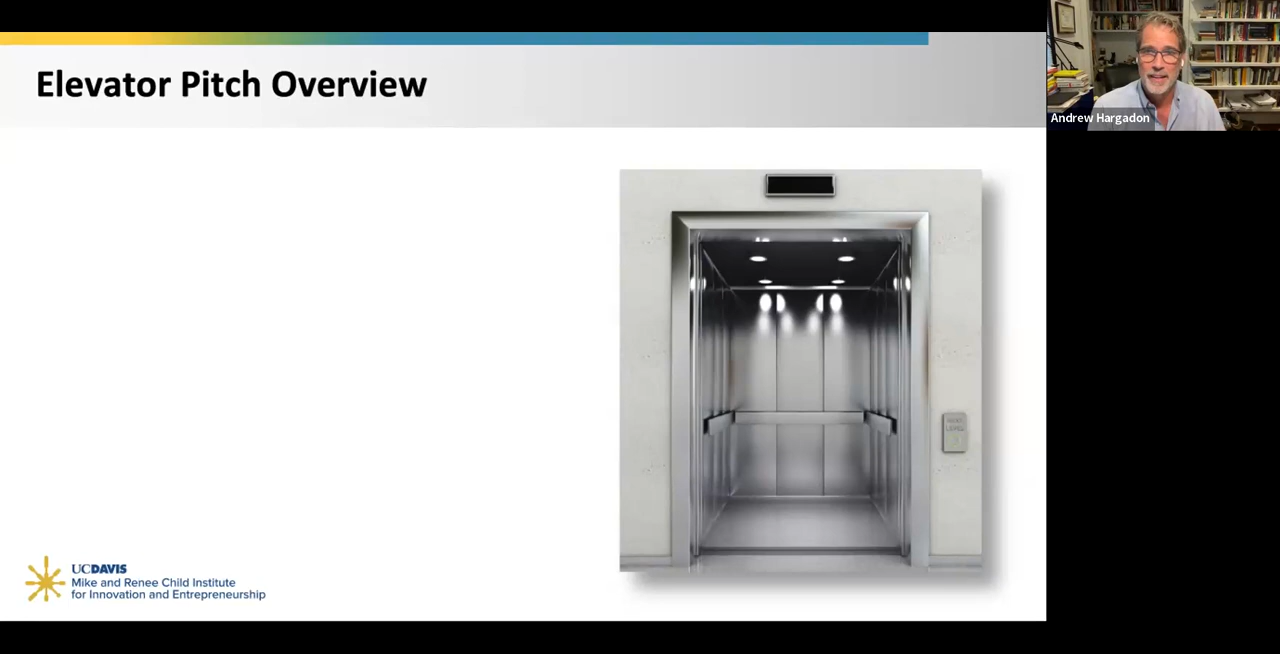 Elevator Pitch Overview
Andrew Hargadon
UCDAVIS
Mike and Renee Child Institute
for Innovation and Entrepreneurship